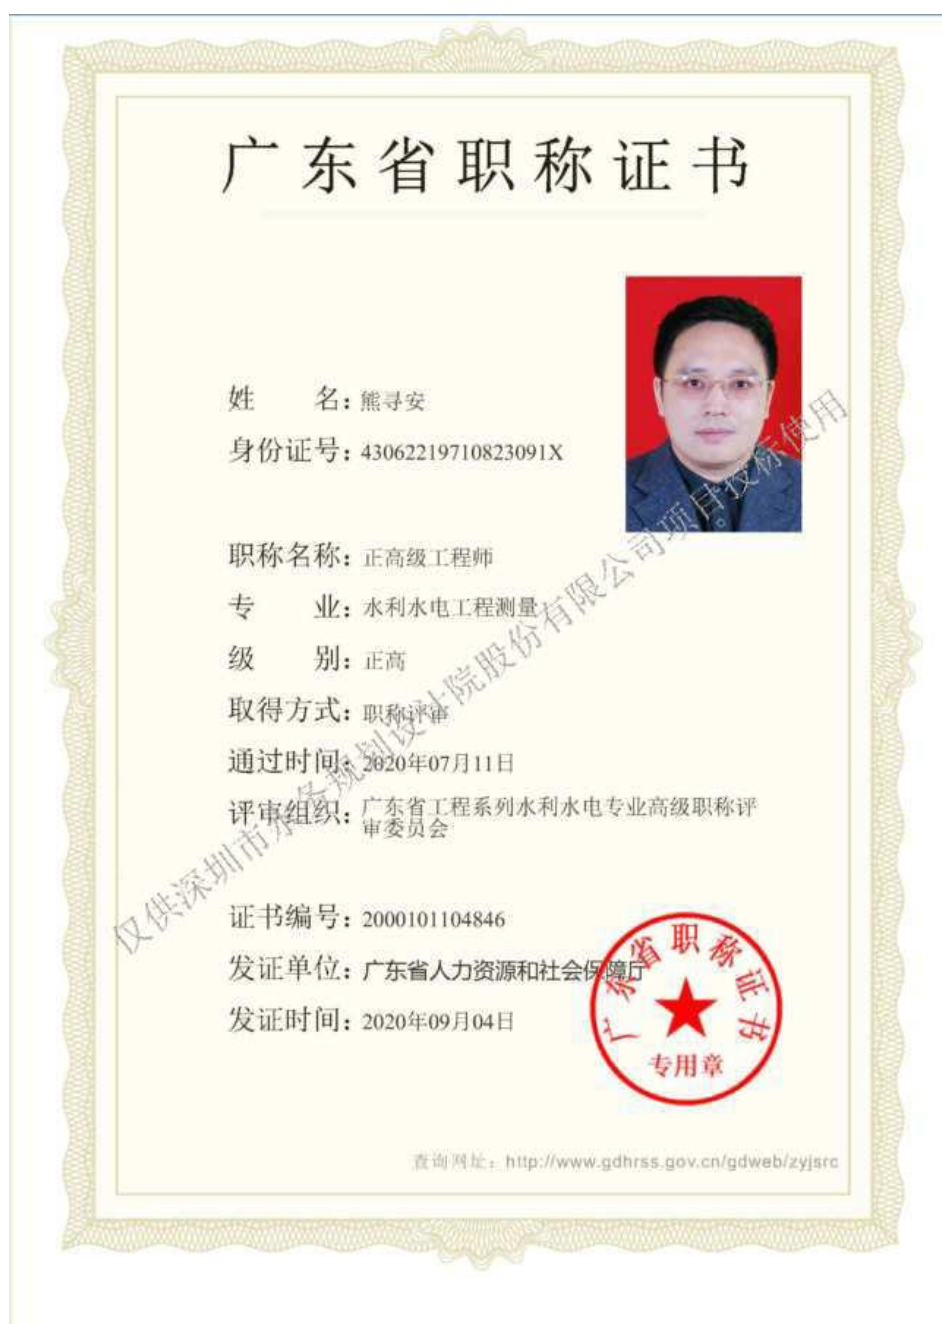 广东省职称证书
姓 名：熊寻安
身份证号：43062219710823091X
职称名称：正高级工程师
专 业：水利水电工程测量
级 别：正高
取得方式：职称评审
通过时间：2020年07月11日
评审组织：广东省工程系列水利水电专业高级职称评
审委员会
证书编号：2000101104846
发证单位：广东省人力资源和社会保障厅
发证时间：2020年09月04日
广东省职称证书
专用章
查询网址：http://www.gdhrss.gov.cn/gdweb/zyjsrc
仅供深圳市水务规划设计院股份有限公司项目投标使用